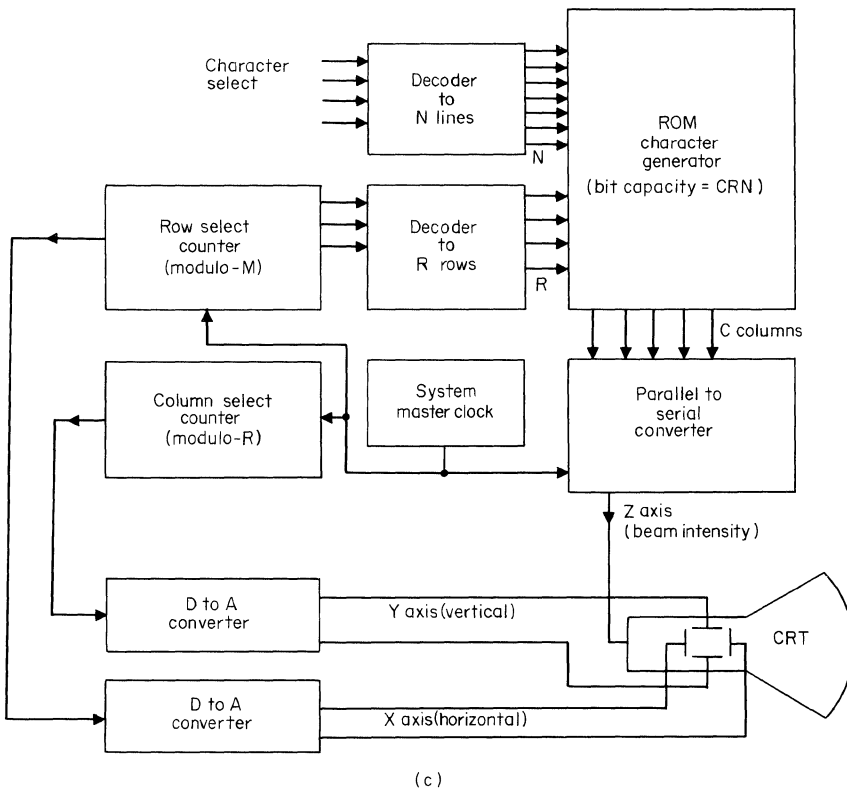 Character
select
Decoder
to
N lines
N
ROM
character
generator
(bit capacity = CRN)
Row select
counter
(modulo-M)
Decoder
to
R rows
R
C columns
Column select
counter
(modulo-R)
System
master clock
Parallel to
serial
converter
Z axis
(beam intensity)
D to A
converter
Y axis(vertical)
CRT
D to A
converter
X axis(horizontal)
(c)